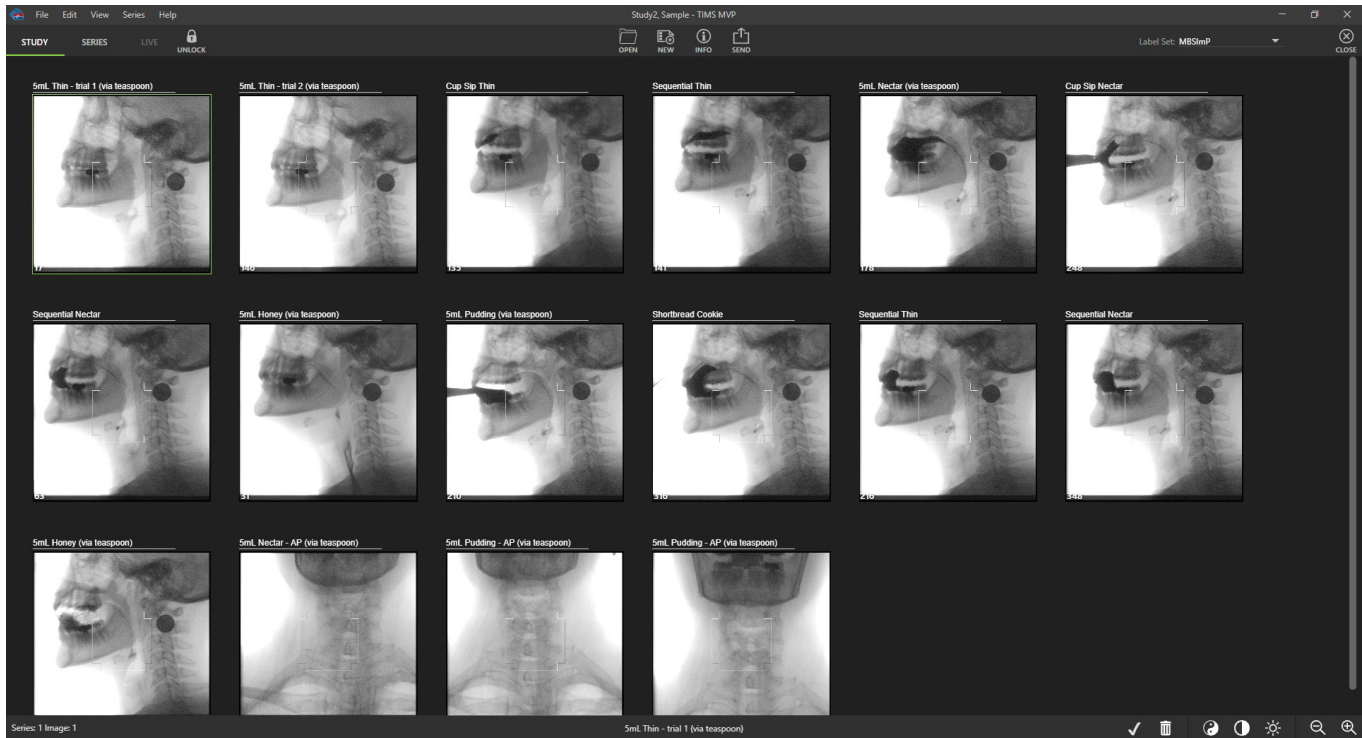 File Edit View Series Help
Study2, Sample - TIMS MVP
STUDY SERIES LIVE UNLOCK
OPEN NEW INFO SEND
Label Set: MBSImP
CLOSE
5mL Thin - trial 1 (via teaspoon)
5mL Thin - trial 2 (via teaspoon)
Cup Sip Thin
Sequential Thin
5mL Nectar (via teaspoon)
Cup Sip Nectar
17
146
135
141
178
248
Sequential Nectar
5mL Honey (via teaspoon)
5mL Pudding (via teaspoon)
Shortbread Cookie
Sequential Thin
Sequential Nectar
63
31
210
316
216
348
5mL Honey (via teaspoon)
5mL Nectar - AP (via teaspoon)
5mL Pudding - AP (via teaspoon)
5mL Pudding - AP (via teaspoon)
Series: 1 Image: 1
5mL Thin - trial 1 (via teaspoon)